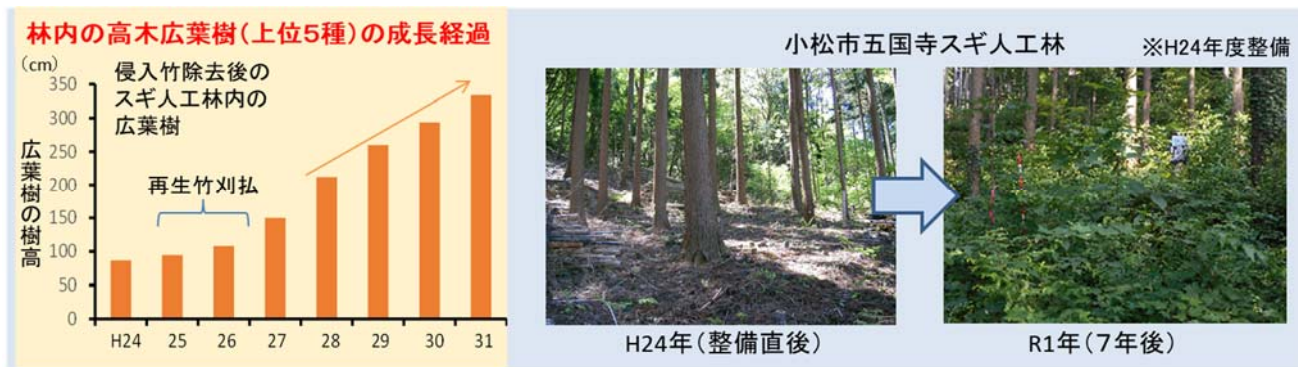 林内の高木広葉樹(上位5種)の成長経過
(cm)
侵入竹除去後の
スギ人工林内の
広葉樹
再生竹刈払
広葉樹の樹高
350
300
250
200
150
100
50
0
H24 25 26 27 28 29 30 31
小松市五国寺スギ人工林
※H24年度整備
H24年(整備直後)
R1年(7年後)